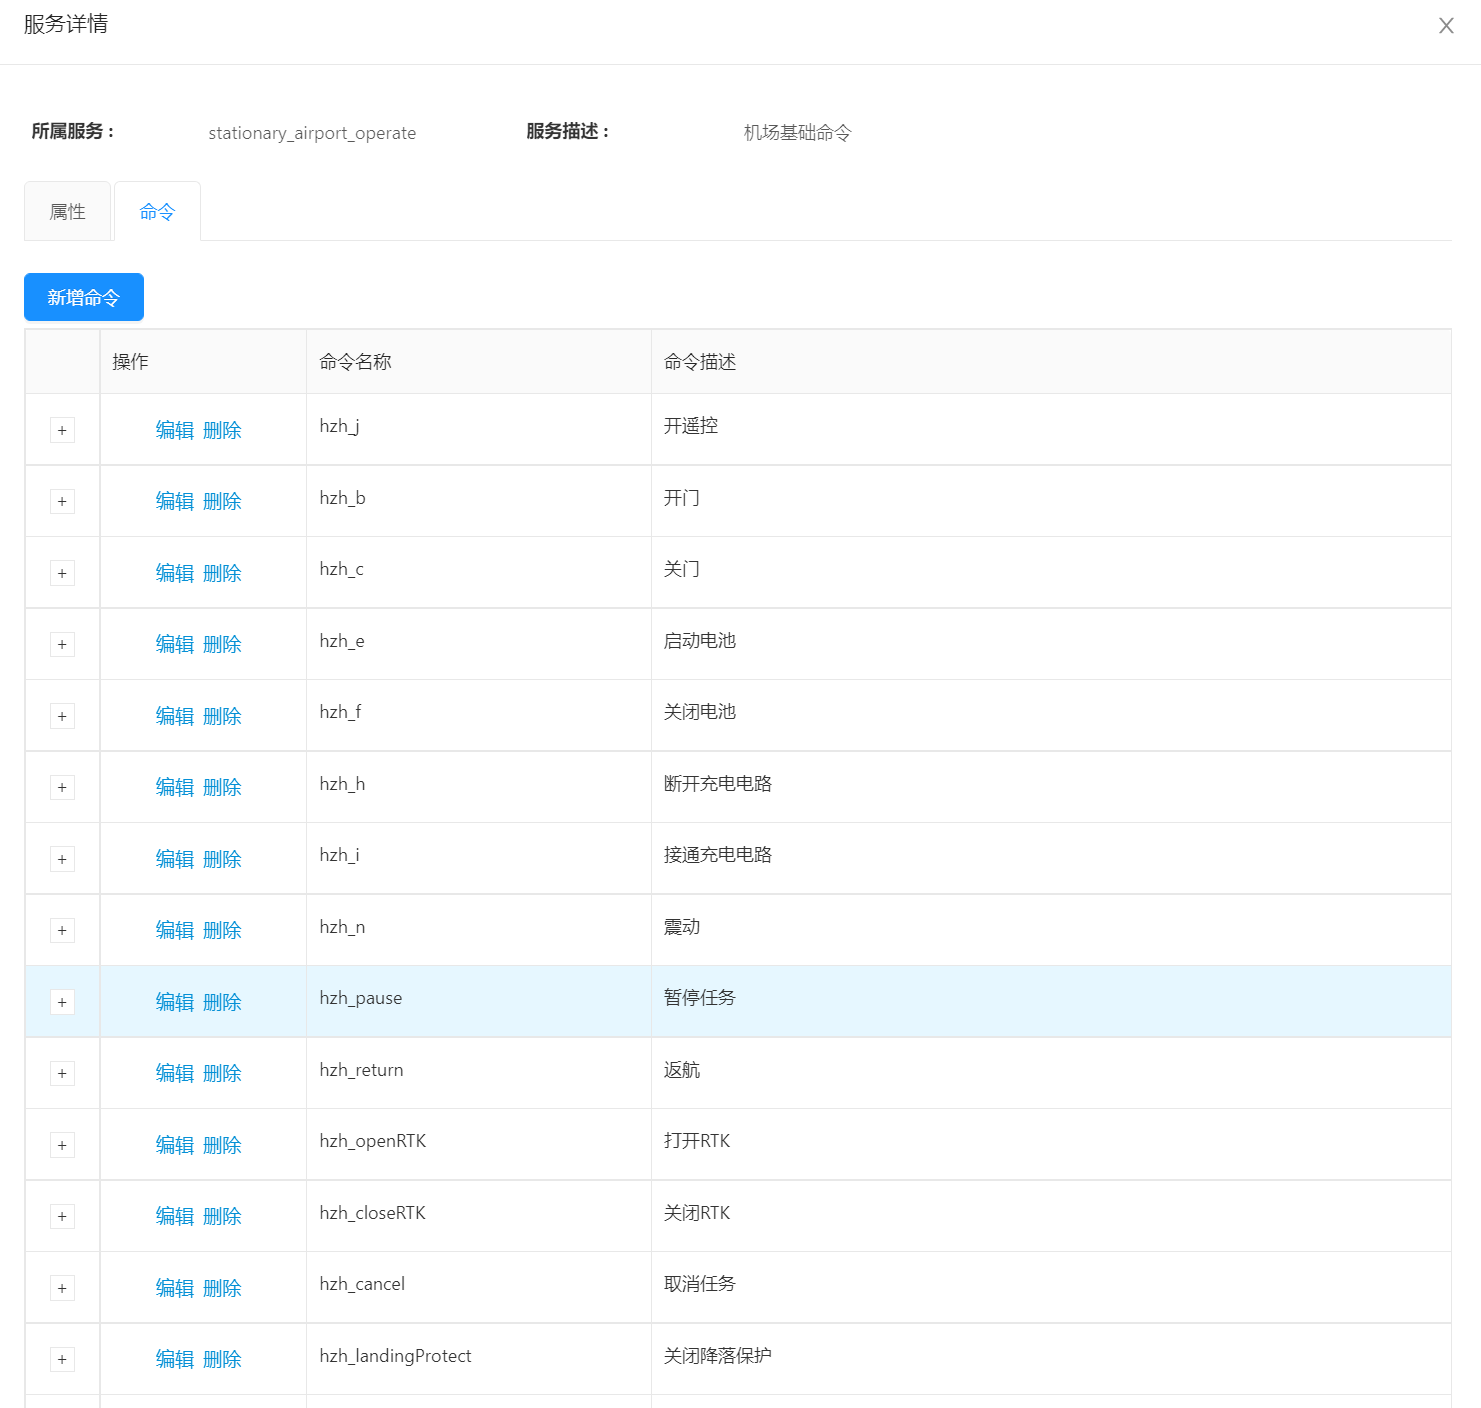 服务详情
所属服务： stationary_airport_operate 服务描述： 机场基础命令
属性 命令
新增命令
操作 命令名称 命令描述
+ 编辑 删除 hzh_j 开遥控
+ 编辑 删除 hzh_b 开门
+ 编辑 删除 hzh_c 关门
+ 编辑 删除 hzh_e 启动电池
+ 编辑 删除 hzh_f 关闭电池
+ 编辑 删除 hzh_h 断开充电电路
+ 编辑 删除 hzh_i 接通充电电路
+ 编辑 删除 hzh_n 震动
+ 编辑 删除 hzh_pause 暂停任务
+ 编辑 删除 hzh_return 返航
+ 编辑 删除 hzh_openRTK 打开RTK
+ 编辑 删除 hzh_closeRTK 关闭RTK
+ 编辑 删除 hzh_cancel 取消任务
+ 编辑 删除 hzh_landingProtect 关闭降落保护